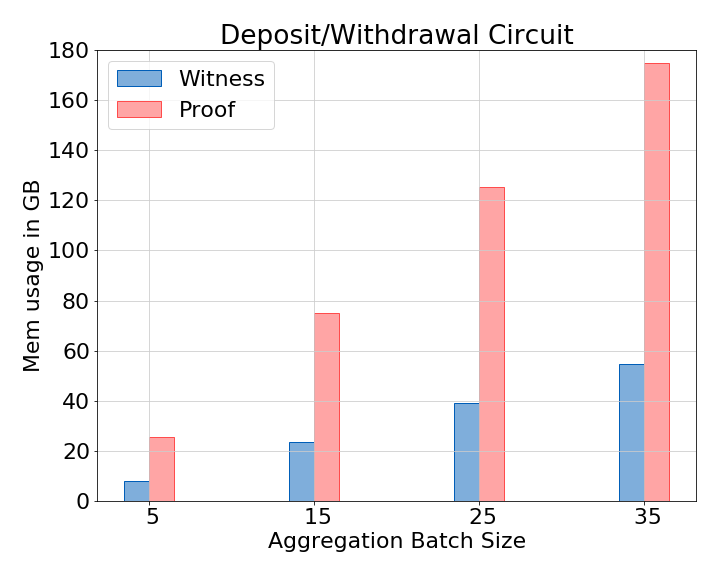 Deposit/Withdrawal Circuit
Witness
Proof
Mem usage in GB
180
160
140
120
100
80
60
40
20
0
5 15 25 35
Aggregation Batch Size